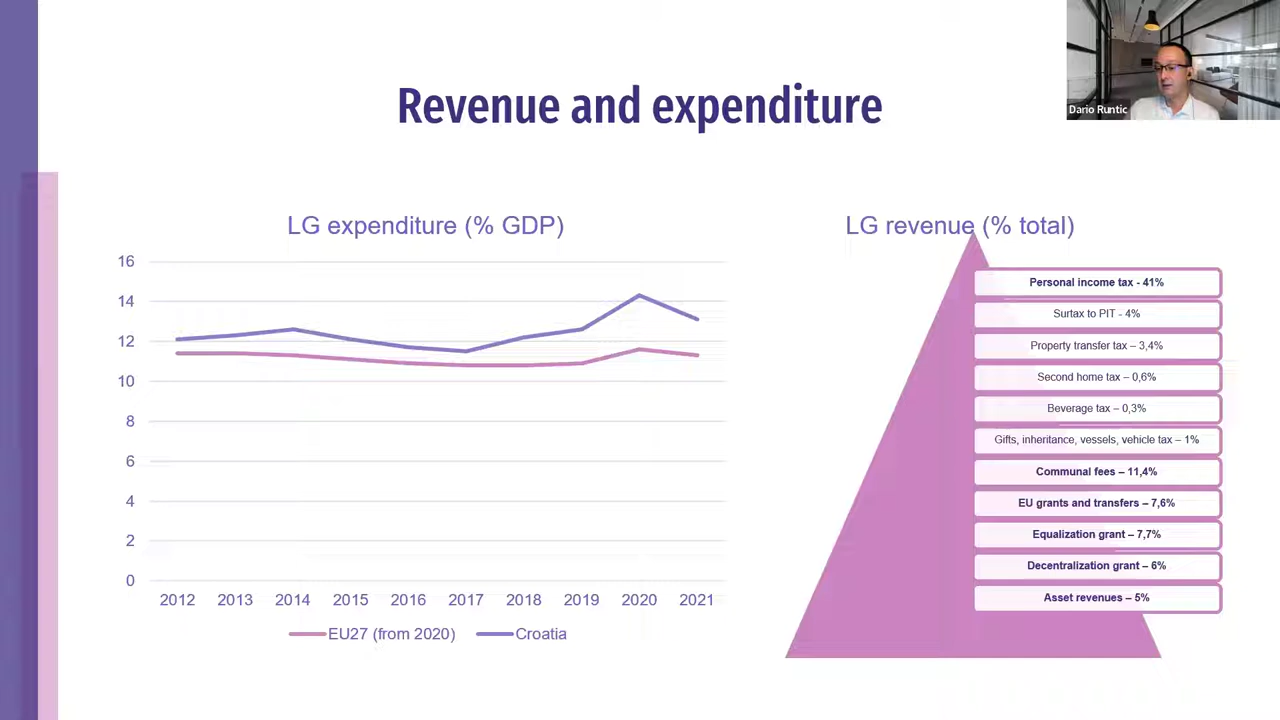 Revenue and expenditure
Dario Runtic
LG expenditure (% GDP)
16
14
12
10
8
6
4
2
0
2012 2013 2014 2015 2016 2017 2018 2019 2020 2021
EU27 (from 2020) Croatia
LG revenue (% total)
Personal income tax - 41%
Surtax to PIT - 4%
Property transfer tax – 3,4%
Second home tax – 0,6%
Beverage tax – 0,3%
Gifts, inheritance, vessels, vehicle tax – 1%
Communal fees – 11,4%
EU grants and transfers – 7,6%
Equalization grant – 7,7%
Decentralization grant – 6%
Asset revenues – 5%